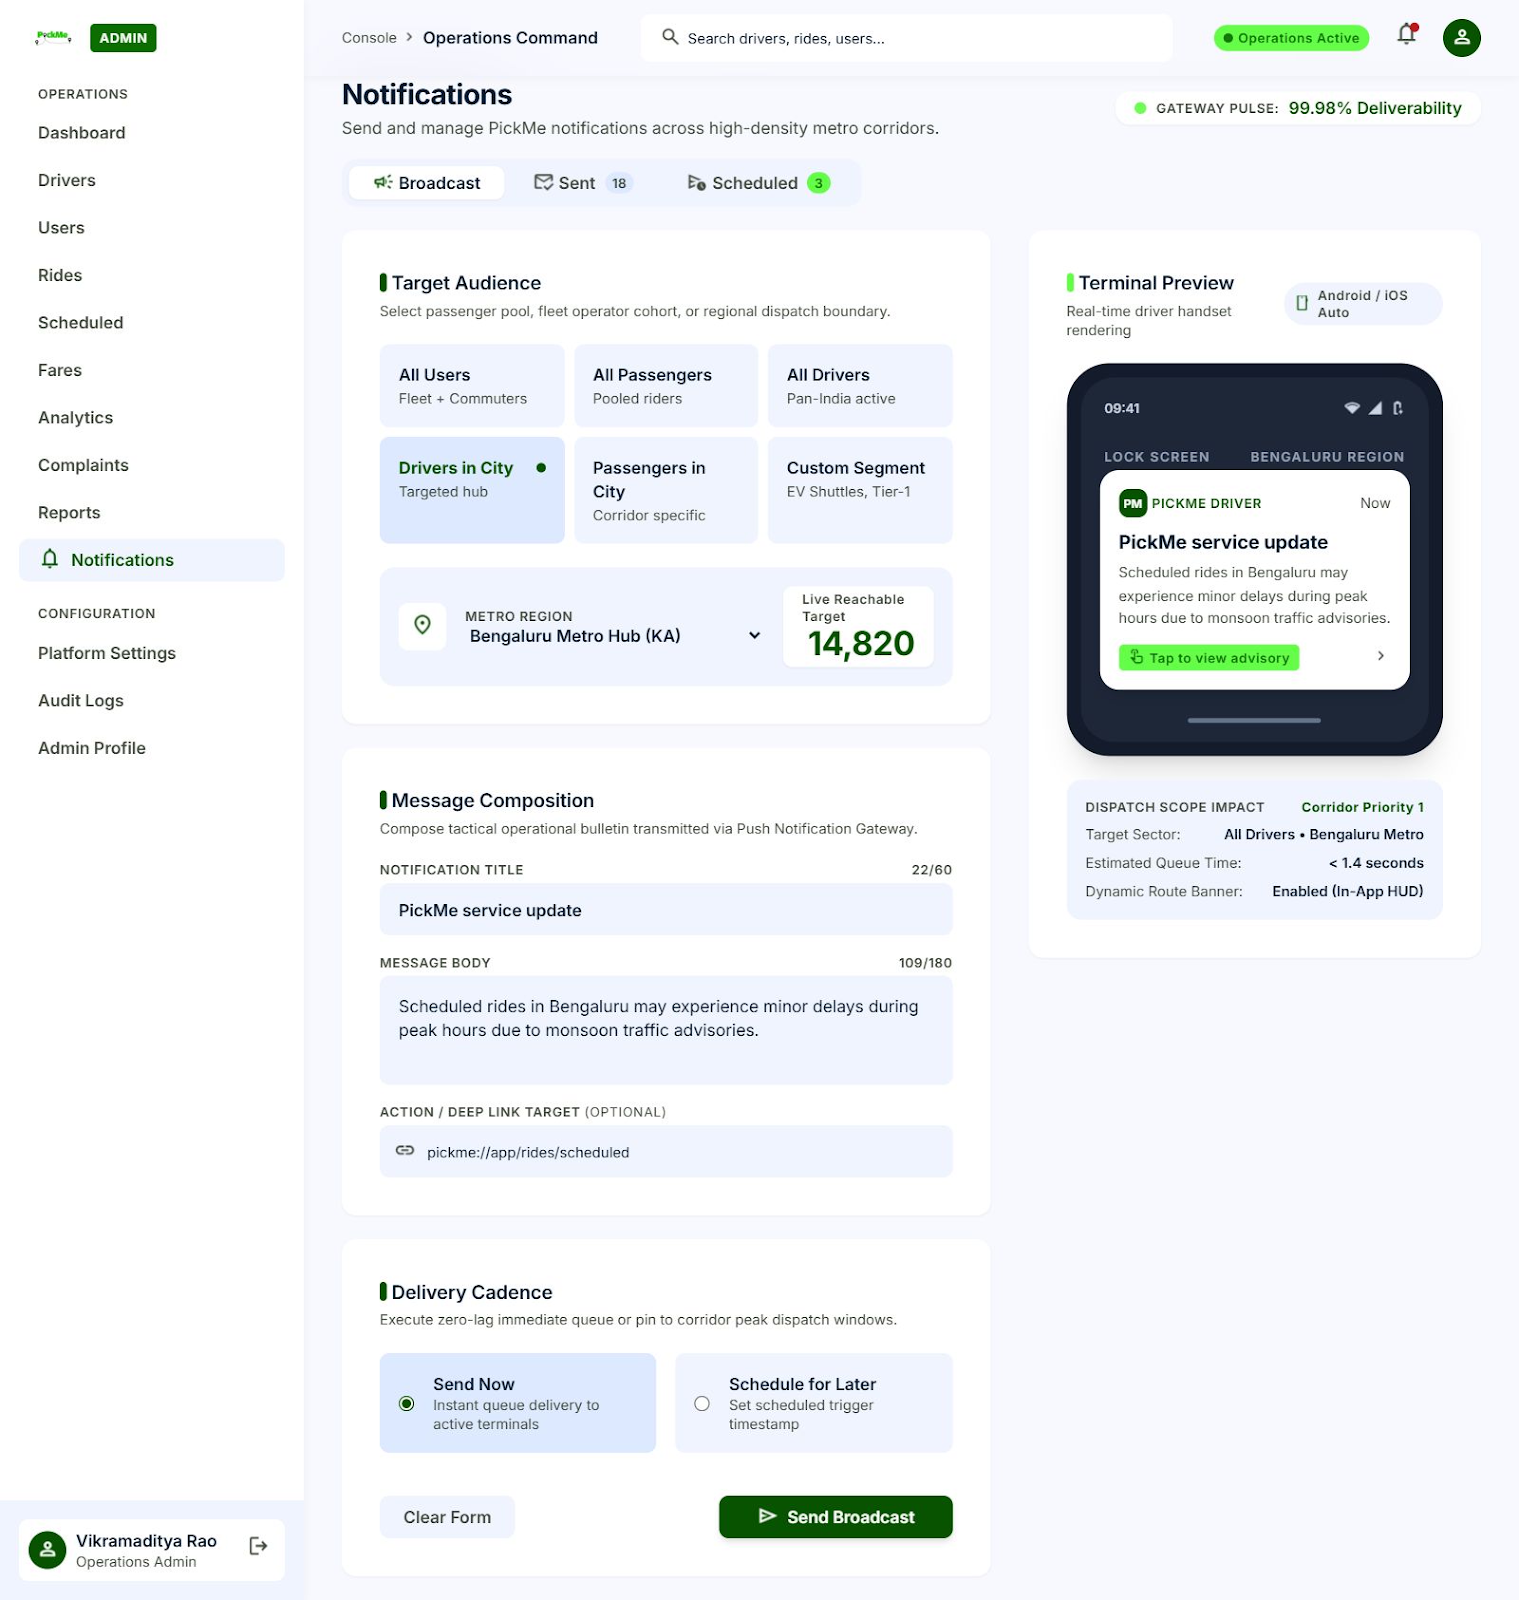 PickMe
ADMIN
OPERATIONS
Dashboard
Drivers
Users
Rides
Scheduled
Fares
Analytics
Complaints
Reports
Notifications
CONFIGURATION
Platform Settings
Audit Logs
Admin Profile
Vikramaditya Rao
Operations Admin
Console > Operations Command
Search drivers, rides, users...
Operations Active
Notifications
Send and manage PickMe notifications across high-density metro corridors.
GATEWAY PULSE: 99.98% Deliverability
Broadcast
Sent 18
Scheduled 3
Target Audience
Select passenger pool, fleet operator cohort, or regional dispatch boundary.
All Users
Fleet + Commuters
All Passengers
Pooled riders
All Drivers
Pan-India active
Drivers in City
Targeted hub
Passengers in
City
Corridor specific
Custom Segment
EV Shuttles, Tier-1
METRO REGION
Bengaluru Metro Hub (KA)
Live Reachable
Target
14,820
Message Composition
Compose tactical operational bulletin transmitted via Push Notification Gateway.
NOTIFICATION TITLE 22/60
PickMe service update
MESSAGE BODY 109/180
Scheduled rides in Bengaluru may experience minor delays during
peak hours due to monsoon traffic advisories.
ACTION / DEEP LINK TARGET (OPTIONAL)
pickme://app/rides/scheduled
Delivery Cadence
Execute zero-lag immediate queue or pin to corridor peak dispatch windows.
Send Now
Instant queue delivery to
active terminals
Schedule for Later
Set scheduled trigger
timestamp
Clear Form
Send Broadcast
Terminal Preview
Real-time driver handset
rendering
Android / iOS
Auto
09:41
LOCK SCREEN BENGALURU REGION
PM PICKME DRIVER Now
PickMe service update
Scheduled rides in Bengaluru may
experience minor delays during peak
hours due to monsoon traffic advisories.
Tap to view advisory
DISPATCH SCOPE IMPACT Corridor Priority 1
Target Sector: All Drivers • Bengaluru Metro
Estimated Queue Time: < 1.4 seconds
Dynamic Route Banner: Enabled (In-App HUD)